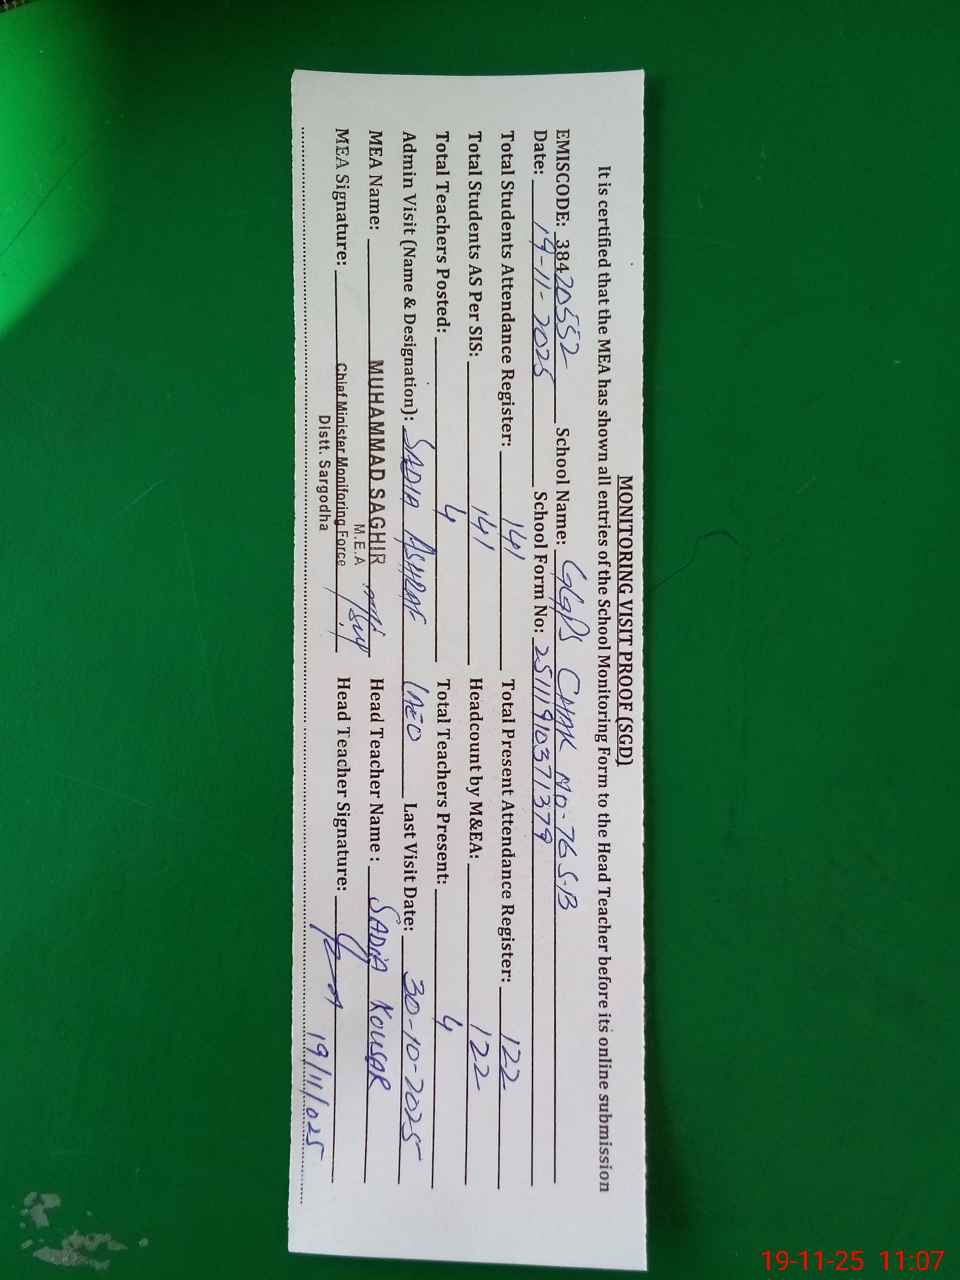 MONITORING VISIT PROOF (SGD)
It is certified that the MEA has shown all entries of the School Monitoring Form to the Head Teacher before its online submission
EMISCODE: 38420552 School Name: GGPS CHAK NO-76 S.B
Date: 19-11-2025 School Form No: 25111910371379
Total Students Attendance Register: 141 Total Present Attendance Register: 122
Total Students AS Per SIS: 141 Headcount by M&EA: 122
Total Teachers Posted: 4 Total Teachers Present: 4
Admin Visit (Name & Designation): SADIA ASHRAF (AEO Last Visit Date: 30-10-2025
MEA Name: MUHAMMAD SAGHIR Head Teacher Name : SADIA KOUSAR
M.E.A
MEA Signature: Chief Minister Monitoring Force Head Teacher Signature:
Distt. Sargodha
19/11/025
19-11-25 11:07